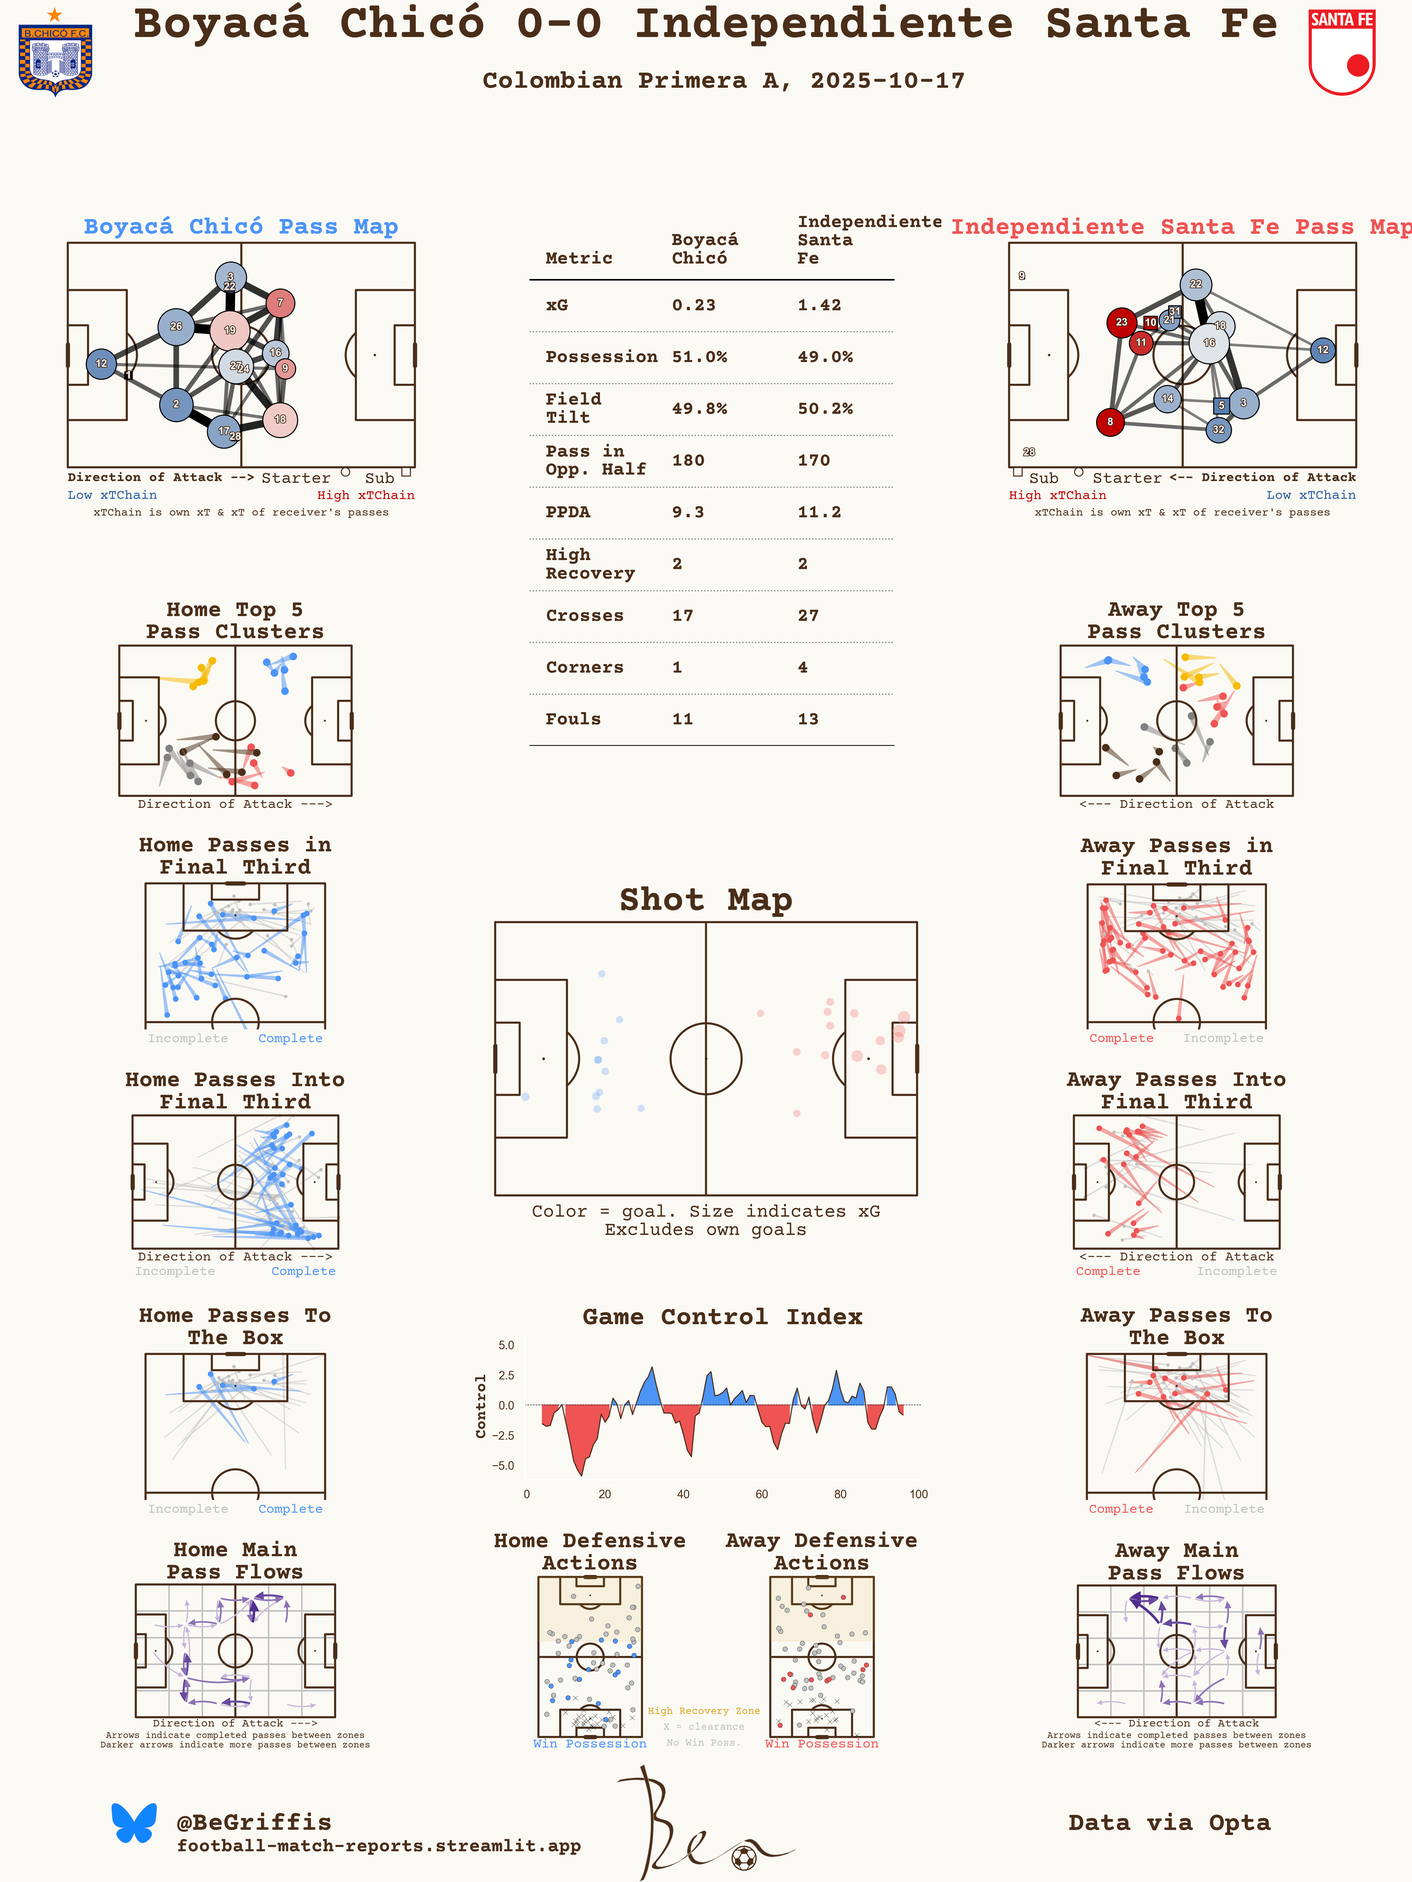 Boyacá Chicó 0-0 Independiente Santa Fe
Colombian Primera A, 2025-10-17
B.CHICÓ F.C.
SANTA FE
Boyacá Chicó Pass Map
3
22
7
26
19
16
12
1
27
24
9
2
17
28
18
Direction of Attack --> Starter Sub
Low xTChain High xTChain
xTChain is own xT & xT of receiver's passes
Metric Boyacá Chicó Independiente Santa Fe
xG 0.23 1.42
Possession 51.0% 49.0%
Field Tilt 49.8% 50.2%
Pass in Opp. Half 180 170
PPDA 9.3 11.2
High Recovery 2 2
Crosses 17 27
Corners 1 4
Fouls 11 13
Independiente Santa Fe Pass Map
9
22
23
10
21
31
18
11
16
12
14
5
3
8
32
28
Sub Starter <-- Direction of Attack
High xTChain Low xTChain
xTChain is own xT & xT of receiver's passes
Home Top 5
Pass Clusters
Direction of Attack --->
Away Top 5
Pass Clusters
<--- Direction of Attack
Home Passes in
Final Third
Incomplete Complete
Away Passes in
Final Third
Complete Incomplete
Shot Map
Color = goal. Size indicates xG
Excludes own goals
Home Passes Into
Final Third
Direction of Attack --->
Incomplete Complete
Away Passes Into
Final Third
<--- Direction of Attack
Complete Incomplete
Home Passes To
The Box
Incomplete Complete
Game Control Index
Control
5.0
2.5
0.0
−2.5
−5.0
0 20 40 60 80 100
Away Passes To
The Box
Complete Incomplete
Home Main
Pass Flows
Direction of Attack --->
Arrows indicate completed passes between zones
Darker arrows indicate more passes between zones
Home Defensive
Actions
Win Possession
High Recovery Zone
X = clearance
No Win Poss.
Away Defensive
Actions
Win Possession
Away Main
Pass Flows
<--- Direction of Attack
Arrows indicate completed passes between zones
Darker arrows indicate more passes between zones
@BeGriffis
football-match-reports.streamlit.app
Ben
Data via Opta